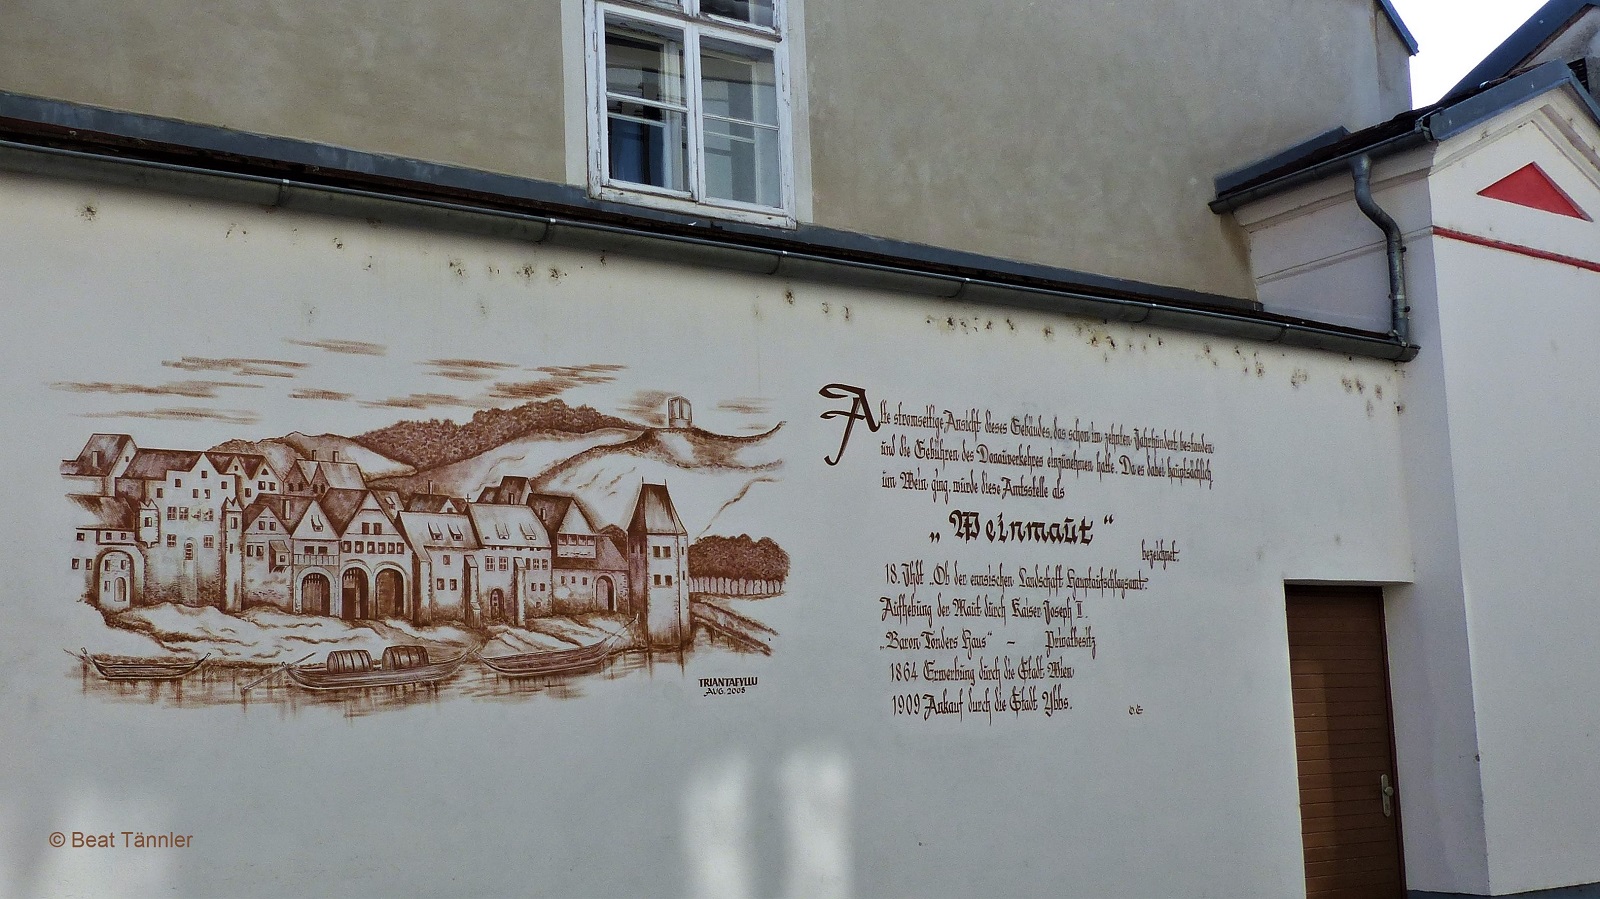 Alte stromseitige Ansicht dieses Gebäudes, das schon im zehnten Jahrhundert bestanden
und die Gebühren des Donauverkehres einzunehmen hatte. Da es dabei hauptsächlich
um Wein ging, wurde diese Amtsstelle als
„Weinmaut“
bezeichnet.
18. Jhdt „Ob der ennsischen Landschaft Hauptaufschlagsamt“
Aufhebung der Maut durch Kaiser Joseph II.
„Baron Tonders Haus“ – Privatbesitz
1864 Erwerbung durch die Stadt Wien
1909 Ankauf durch die Stadt Ybbs.
TRIANTAFYLLU
AUG. 2008
© Beat Tännler